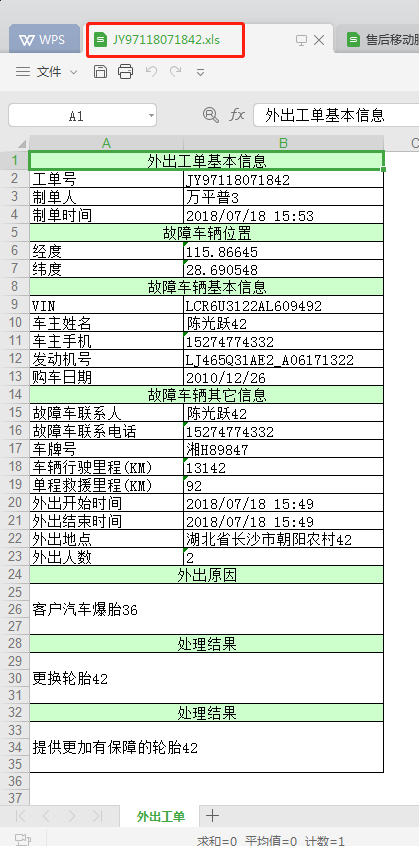 WPS JY97118071842.xls 售后移动服
文件
A1 fx 外出工单基本信息
A B C
1 外出工单基本信息
2 工单号 JY97118071842
3 制单人 万平普3
4 制单时间 2018/07/18 15:53
5 故障车辆位置
6 经度 115.86645
7 纬度 28.690548
8 故障车辆基本信息
9 VIN LCR6U3122AL609492
10 车主姓名 陈光跃42
11 车主手机 15274774332
12 发动机号 LJ465Q31AE2_A06171322
13 购车日期 2010/12/26
14 故障车辆其它信息
15 故障车联系人 陈光跃42
16 故障车联系电话 15274774332
17 车牌号 湘H89847
18 车辆行驶里程(KM) 13142
19 单程救援里程(KM) 92
20 外出开始时间 2018/07/18 15:49
21 外出结束时间 2018/07/18 15:49
22 外出地点 湖北省长沙市朝阳农村42
23 外出人数 2
24 外出原因
25
26 客户汽车爆胎36
27
28 处理结果
29
30 更换轮胎42
31
32 处理结果
33
34 提供更加有保障的轮胎42
35
36
37
外出工单
求和=0 平均值=0 计数=1